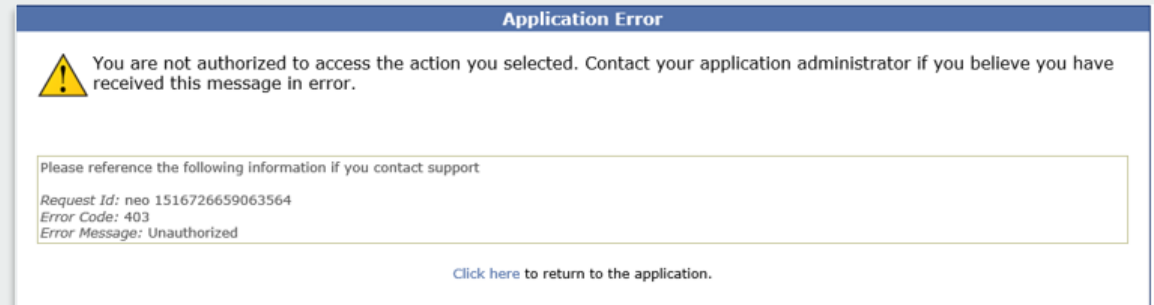 Application Error
You are not authorized to access the action you selected. Contact your application administrator if you believe you have
received this message in error.
Please reference the following information if you contact support
Request Id: neo 1516726659063564
Error Code: 403
Error Message: Unauthorized
Click here to return to the application.